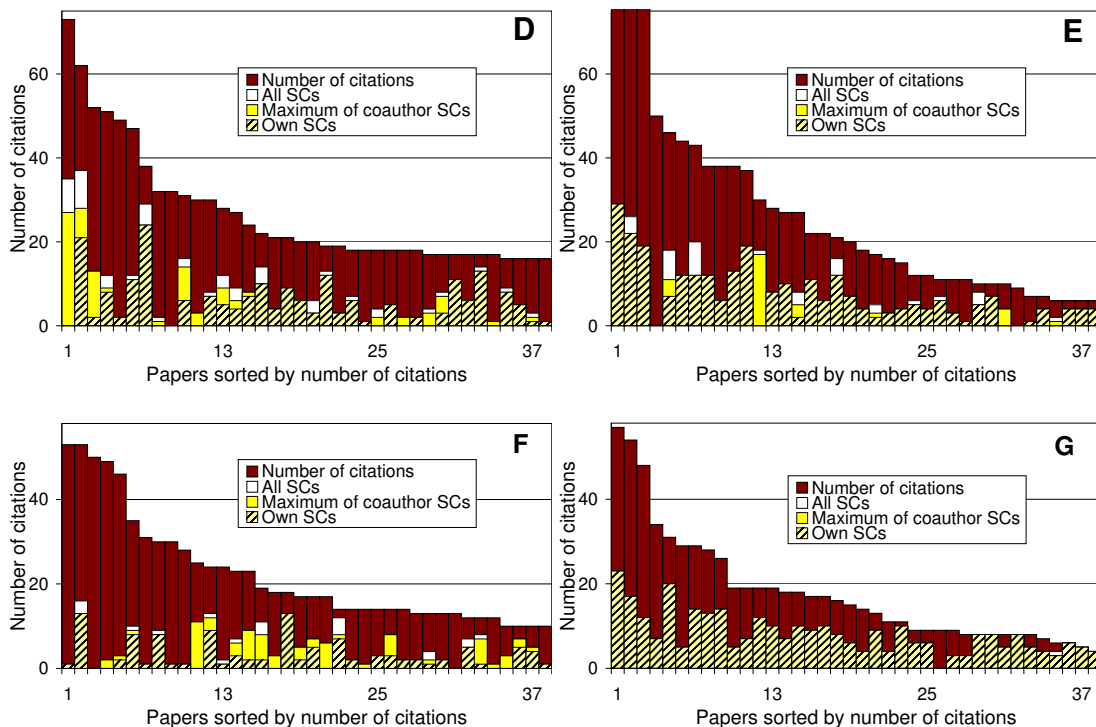 D
Number of citations
60
40
20
0
Number of citations
All SCs
Maximum of coauthor SCs
Own SCs
1 13 25 37
Papers sorted by number of citations
E
Number of citations
60
40
20
0
Number of citations
All SCs
Maximum of coauthor SCs
Own SCs
1 13 25 37
Papers sorted by number of citations
F
Number of citations
40
20
0
Number of citations
All SCs
Maximum of coauthor SCs
Own SCs
1 13 25 37
Papers sorted by number of citations
G
Number of citations
40
20
0
Number of citations
All SCs
Maximum of coauthor SCs
Own SCs
1 13 25 37
Papers sorted by number of citations